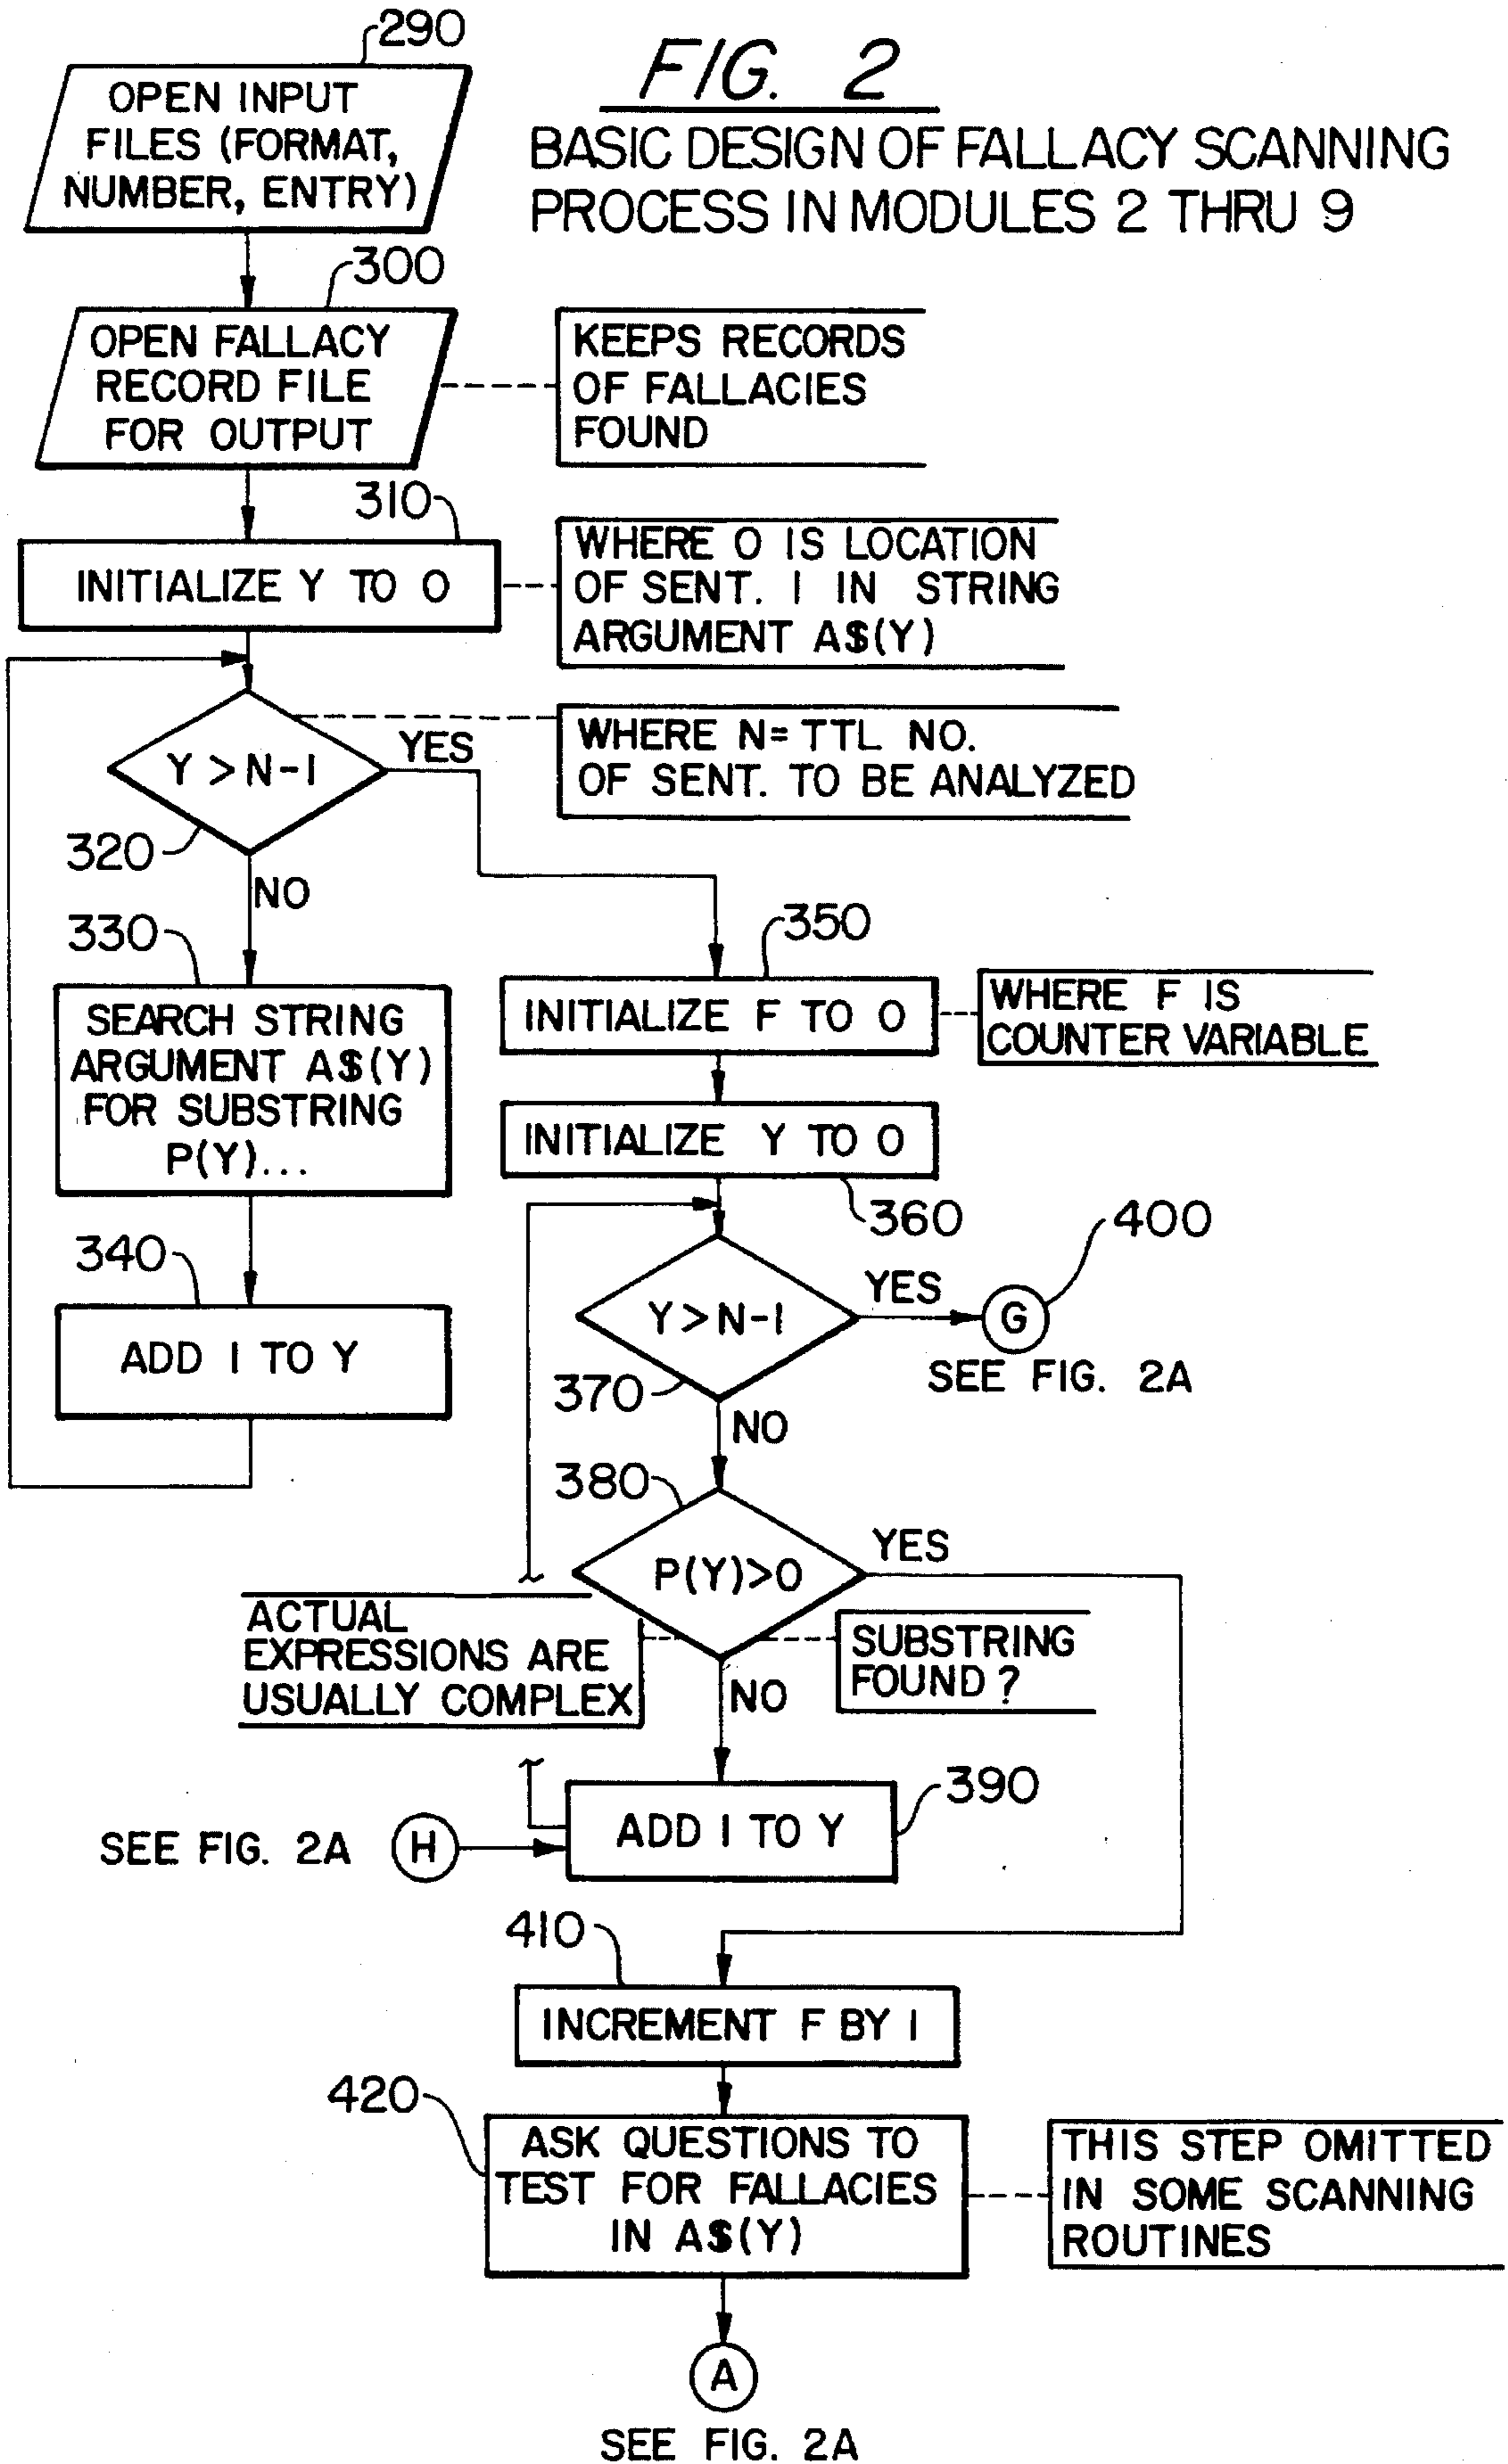 FIG. 2
BASIC DESIGN OF FALLACY SCANNING
PROCESS IN MODULES 2 THRU 9
290
OPEN INPUT
FILES (FORMAT,
NUMBER, ENTRY)
300
OPEN FALLACY
RECORD FILE
FOR OUTPUT
KEEPS RECORDS
OF FALLACIES
FOUND
310
INITIALIZE Y TO 0
WHERE 0 IS LOCATION
OF SENT. 1 IN STRING
ARGUMENT A$(Y)
Y > N-1
YES
WHERE N= TTL NO.
OF SENT. TO BE ANALYZED
320
NO
330
SEARCH STRING
ARGUMENT A$(Y)
FOR SUBSTRING
P(Y)...
340
ADD 1 TO Y
350
INITIALIZE F TO 0
WHERE F IS
COUNTER VARIABLE
INITIALIZE Y TO 0
360
Y > N-1
YES
G
400
SEE FIG. 2A
370
NO
380
P(Y)>0
YES
ACTUAL
EXPRESSIONS ARE
USUALLY COMPLEX
SUBSTRING
FOUND?
NO
390
ADD 1 TO Y
SEE FIG. 2A
H
410
INCREMENT F BY 1
420
ASK QUESTIONS TO
TEST FOR FALLACIES
IN A$(Y)
THIS STEP OMITTED
IN SOME SCANNING
ROUTINES
A
SEE FIG. 2A